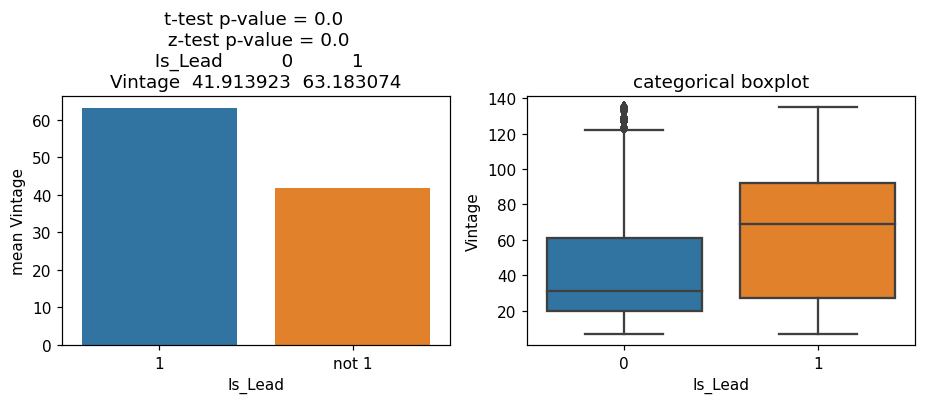 t-test p-value = 0.0
z-test p-value = 0.0
Is_Lead 0 1
Vintage 41.913923 63.183074
60
50
40
30
20
10
0
mean Vintage
1 not 1
Is_Lead
categorical boxplot
140
120
100
80
60
40
20
Vintage
0 1
Is_Lead